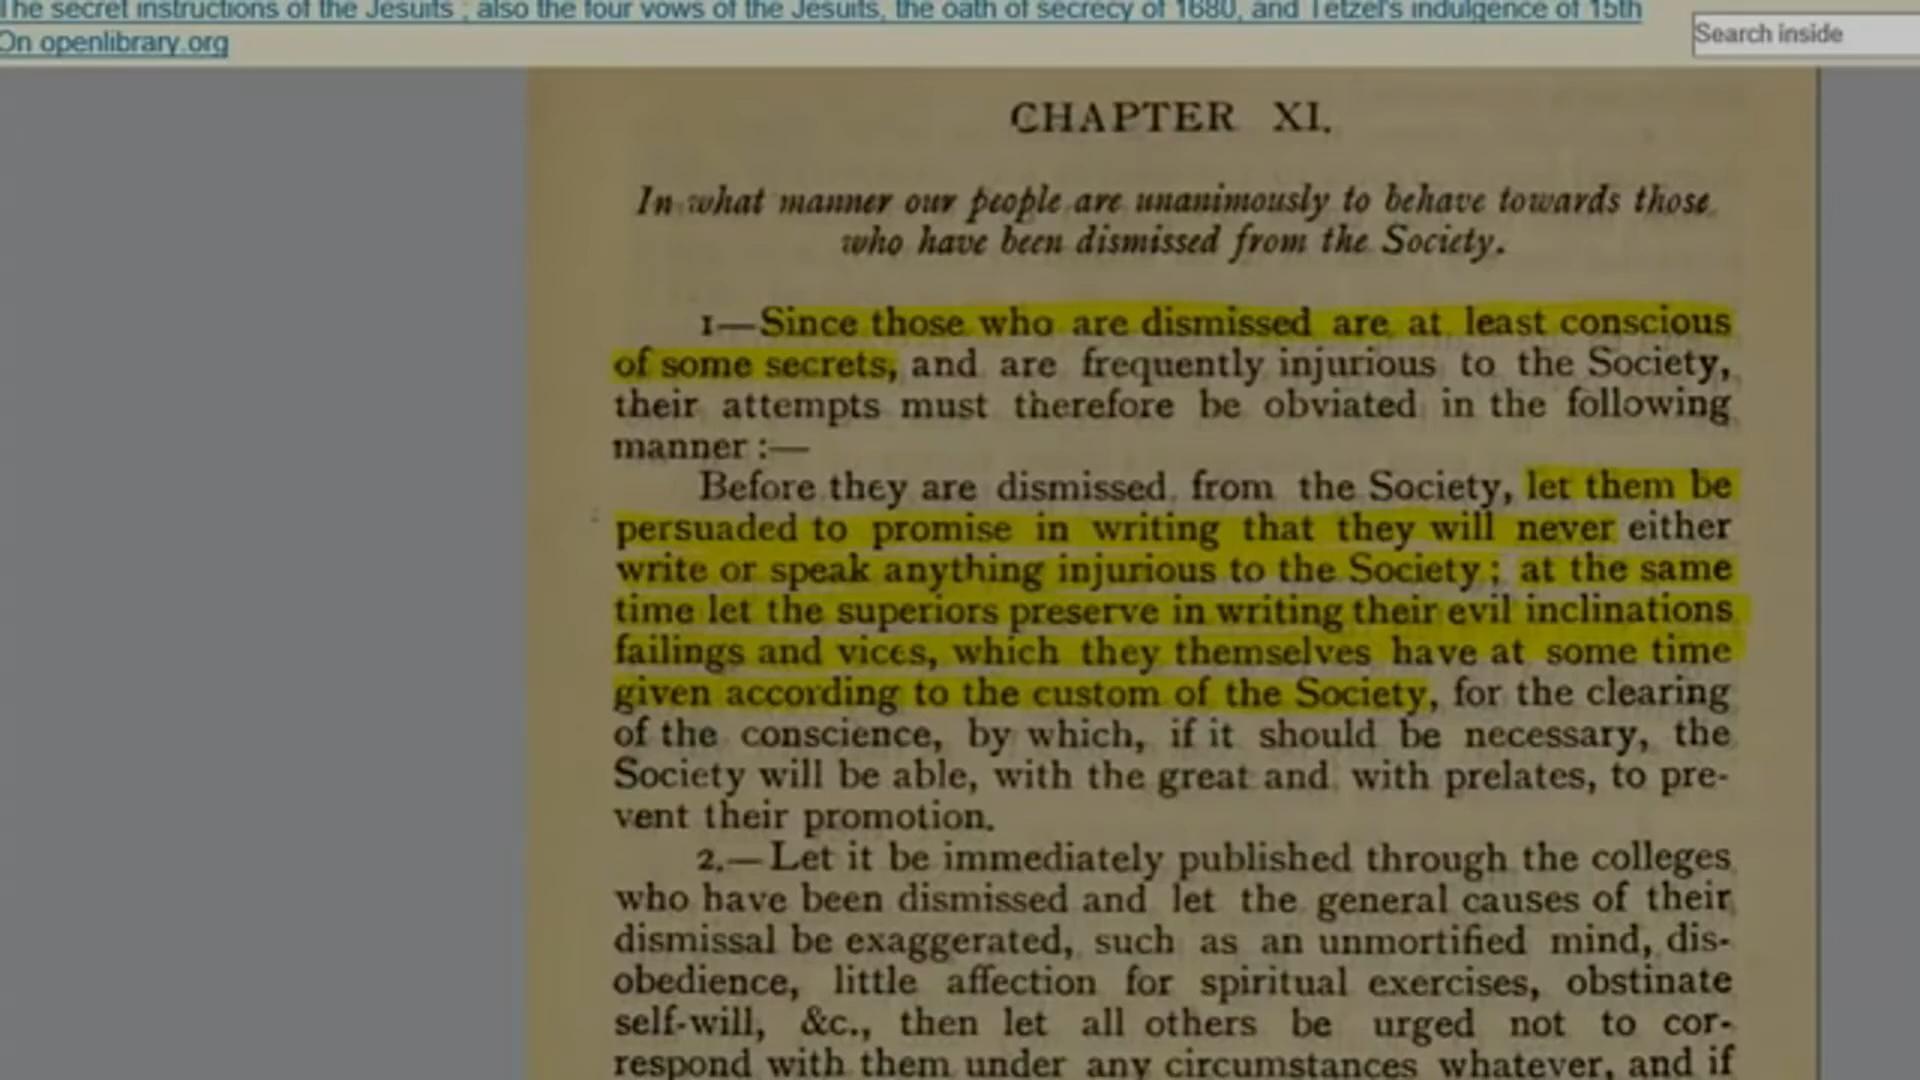 The secret instructions of the Jesuits ; also the four vows of the Jesuits, the oath of secrecy of 1680, and Tetzel's indulgence of 15th
On openlibrary.org
Search inside
CHAPTER XI.
In what manner our people are unanimously to behave towards those
who have been dismissed from the Society.
1—Since those who are dismissed are at least conscious
of some secrets, and are frequently injurious to the Society,
their attempts must therefore be obviated in the following
manner :—
Before they are dismissed from the Society, let them be
persuaded to promise in writing that they will never either
write or speak anything injurious to the Society ; at the same
time let the superiors preserve in writing their evil inclinations
failings and vices, which they themselves have at some time
given according to the custom of the Society, for the clearing
of the conscience, by which, if it should be necessary, the
Society will be able, with the great and with prelates, to pre-
vent their promotion.
2.—Let it be immediately published through the colleges
who have been dismissed and let the general causes of their
dismissal be exaggerated, such as an unmortified mind, dis-
obedience, little affection for spiritual exercises, obstinate
self-will, &c., then let all others be urged not to cor-
respond with them under any circumstances whatever, and if